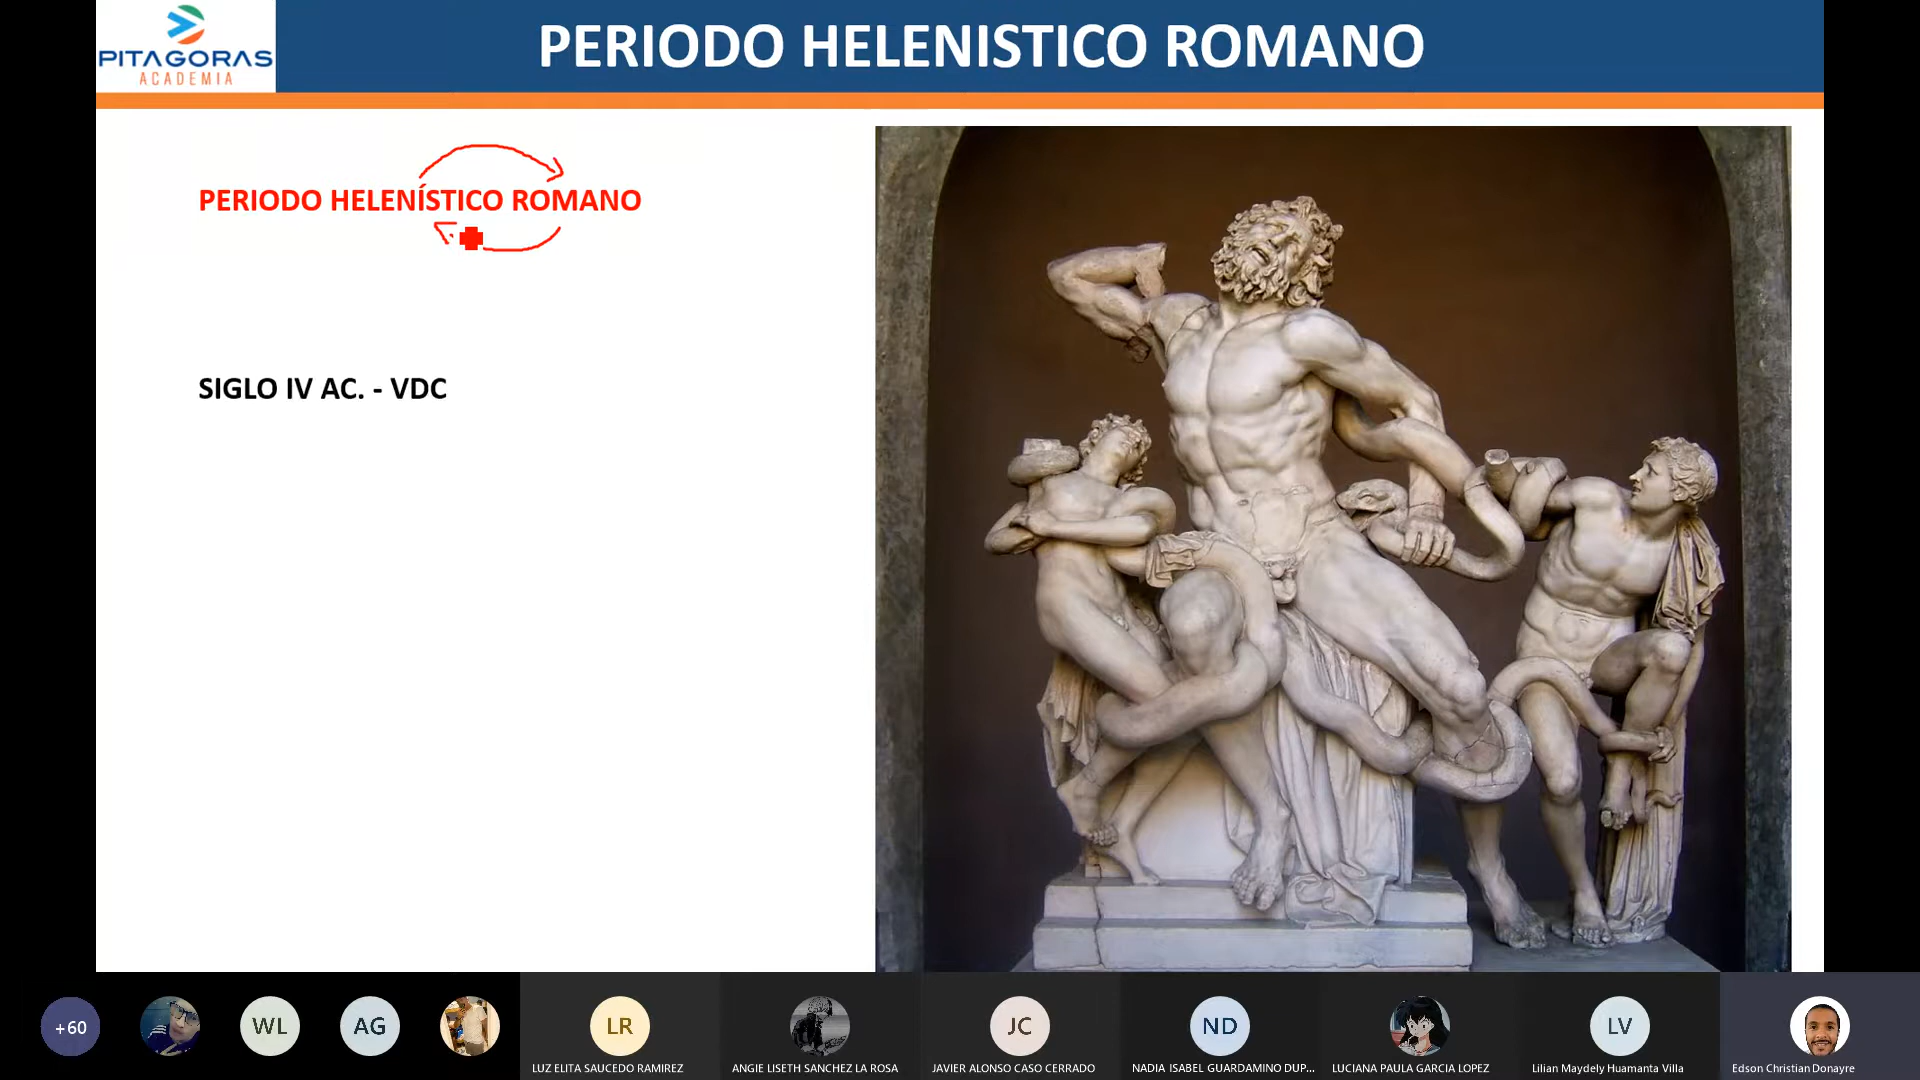 PITAGORAS
ACADEMIA
PERIODO HELENISTICO ROMANO
PERIODO HELENÍSTICO ROMANO
SIGLO IV AC. - VDC
+60
WL
AG
LR
JC
ND
LV
LUZ ELITA SAUCEDO RAMIREZ
ANGIE LISETH SANCHEZ LA ROSA
JAVIER ALONSO CASO CERRADO
NADIA ISABEL GUARDAMINO DUP...
LUCIANA PAULA GARCIA LOPEZ
Lilian Maydely Huamanta Villa
Edson Christian Donayre